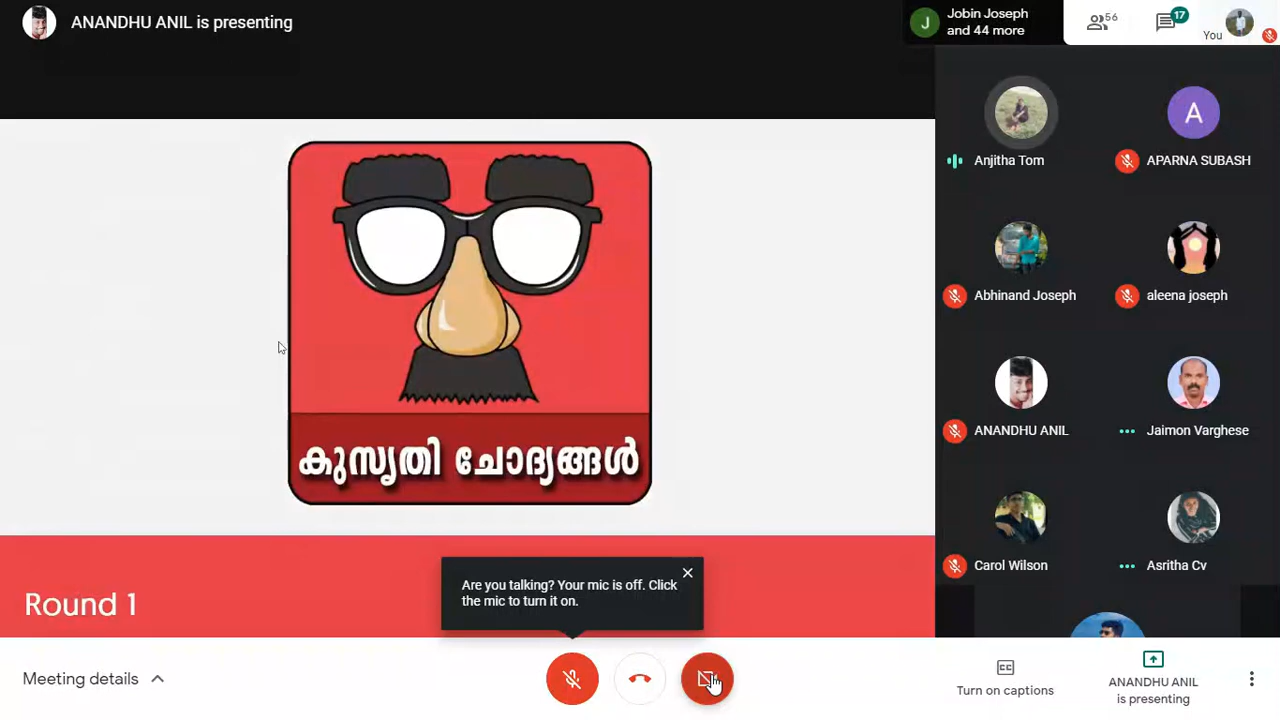 ANANDHU ANIL is presenting
J
Jobin Joseph
and 44 more
56
17
You
Anjitha Tom
A
APARNA SUBASH
Abhinand Joseph
aleena joseph
ANANDHU ANIL
Jaimon Varghese
Carol Wilson
Asritha Cv
കുസൃതി ചോദ്യങ്ങൾ
Round 1
Are you talking? Your mic is off. Click
the mic to turn it on.
Meeting details
Turn on captions
ANANDHU ANIL
is presenting